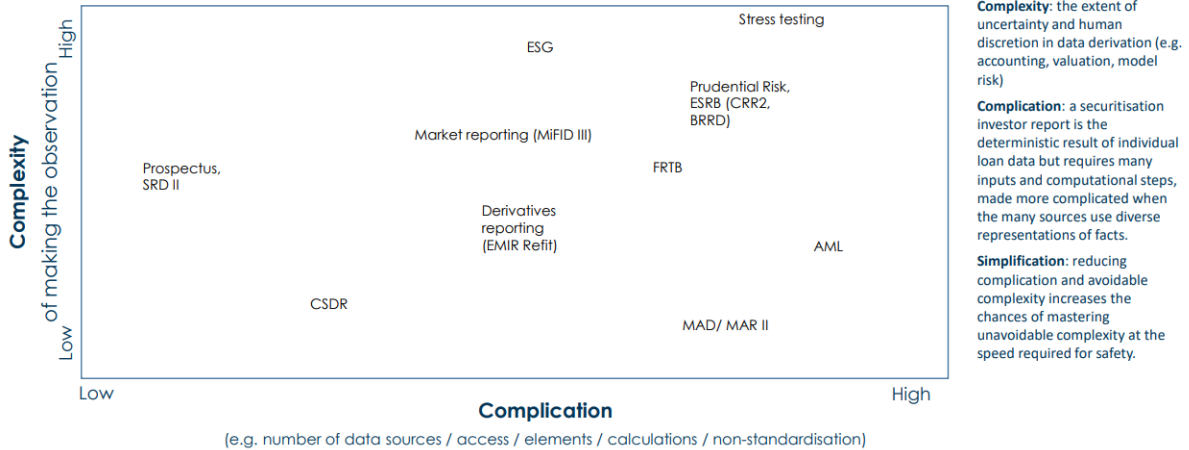 High
Low
Complexity
of making the observation
Stress testing
ESG
Prudential Risk,
ESRB (CRR2,
BRRD)
Market reporting (MiFID III)
Prospectus,
SRD II
FRTB
Derivatives
reporting
(EMIR Refit)
AML
CSDR
MAD/ MAR II
Low
High
Complication
(e.g. number of data sources / access / elements / calculations / non-standardisation)
Complexity: the extent of
uncertainty and human
discretion in data derivation (e.g.
accounting, valuation, model
risk)
Complication: a securitisation
investor report is the
deterministic result of individual
loan data but requires many
inputs and computational steps,
made more complicated when
the many sources use diverse
representations of facts.
Simplification: reducing
complication and avoidable
complexity increases the
chances of mastering
unavoidable complexity at the
speed required for safety.